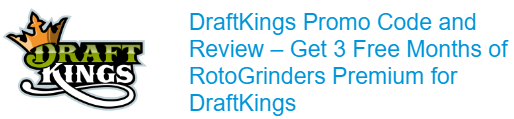 DRAFT
KINGS
DraftKings Promo Code and
Review – Get 3 Free Months of
RotoGrinders Premium for
DraftKings